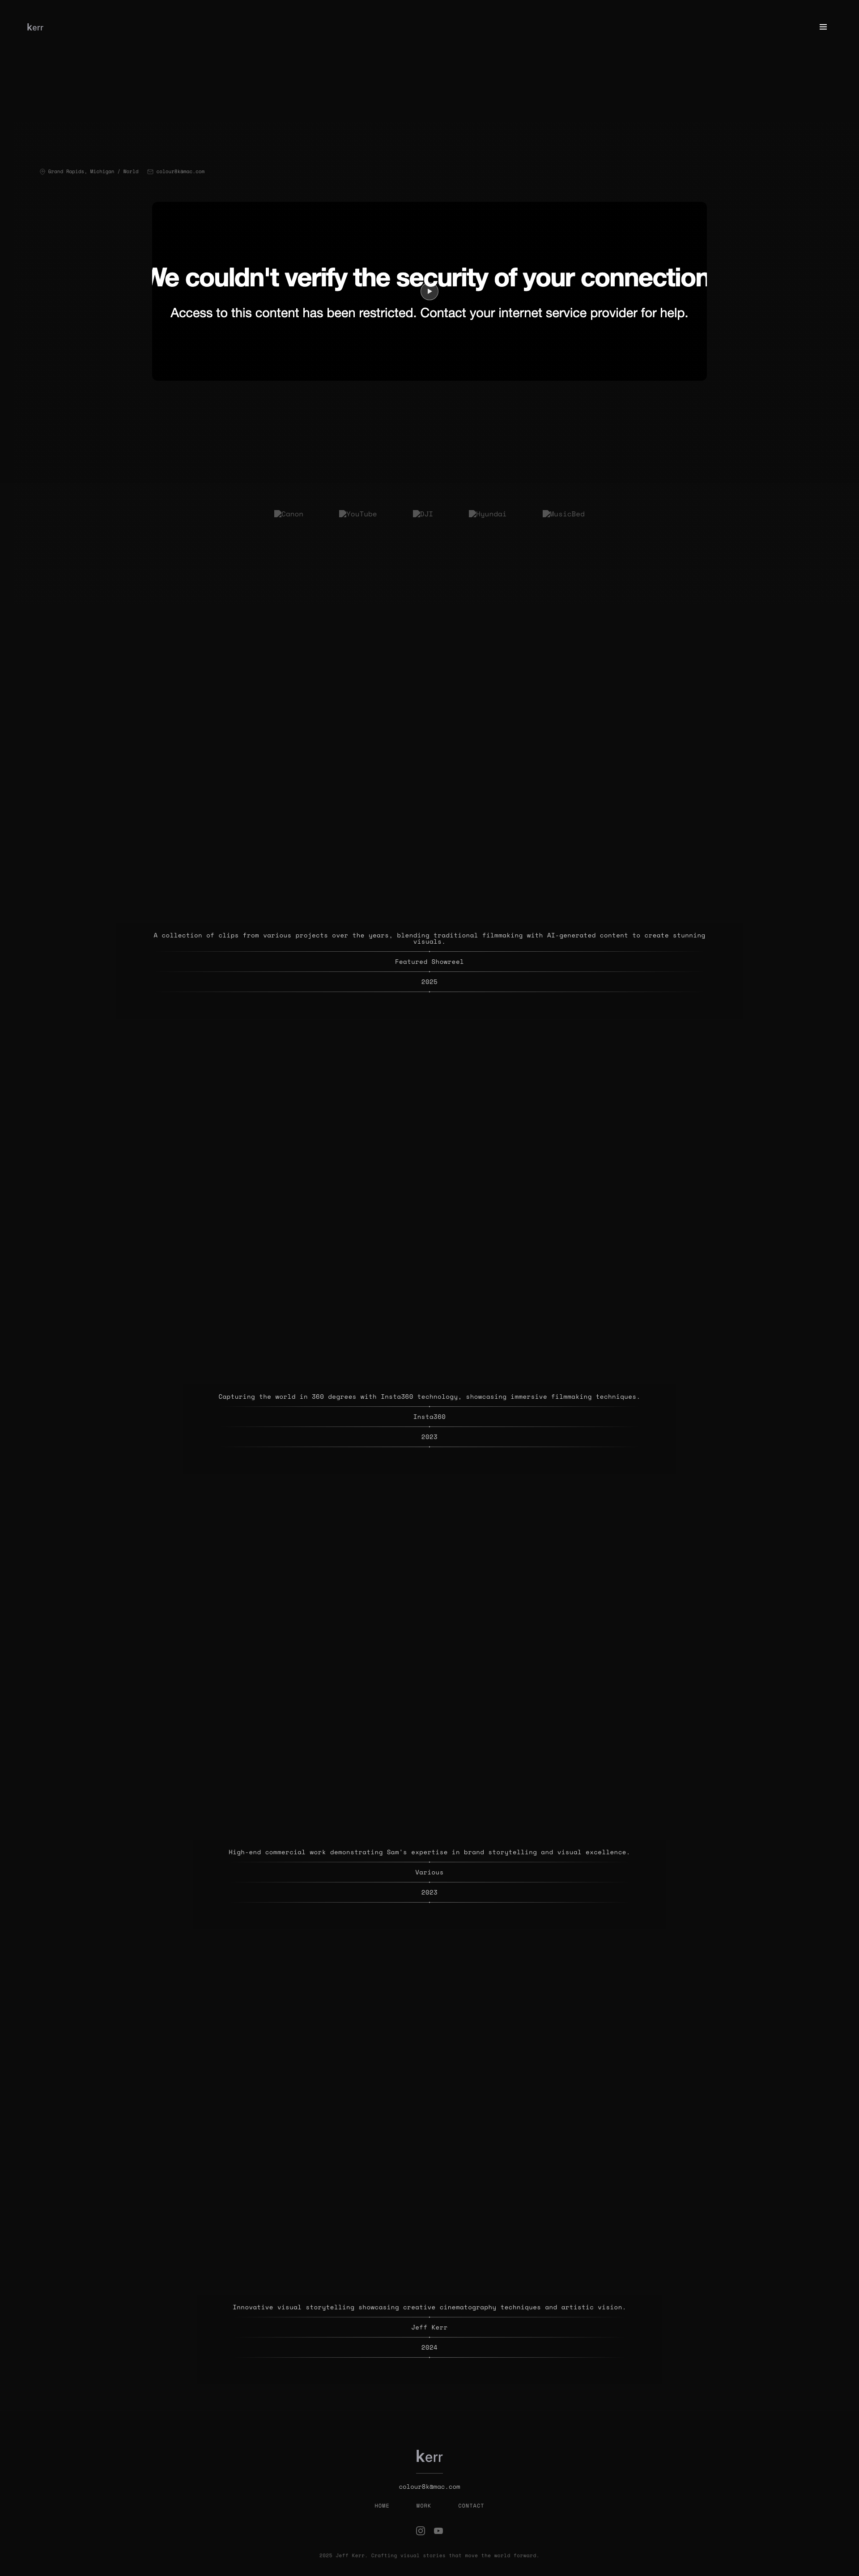 kerr
Grand Rapids, Michigan / World colour8k@mac.com
We couldn't verify the security of your connection
Access to this content has been restricted. Contact your internet service provider for help.
Canon YouTube DJI Hyundai MusicBed
A collection of clips from various projects over the years, blending traditional filmmaking with AI-generated content to create stunning
visuals.
Featured Showreel
2025
Capturing the world in 360 degrees with Insta360 technology, showcasing immersive filmmaking techniques.
Insta360
2023
High-end commercial work demonstrating Sam's expertise in brand storytelling and visual excellence.
Various
2023
Innovative visual storytelling showcasing creative cinematography techniques and artistic vision.
Jeff Kerr
2024
kerr
colour8k@mac.com
HOME WORK CONTACT
2025 Jeff Kerr. Crafting visual stories that move the world forward.